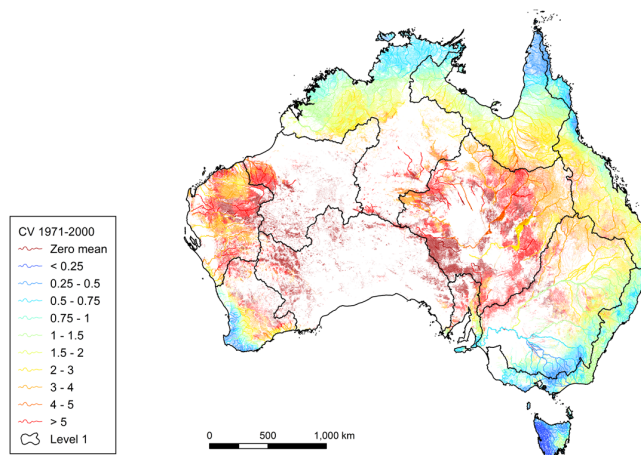 CV 1971-2000
Zero mean
< 0.25
0.25 - 0.5
0.5 - 0.75
0.75 - 1
1 - 1.5
1.5 - 2
2 - 3
3 - 4
4 - 5
> 5
Level 1
0 500 1,000 km